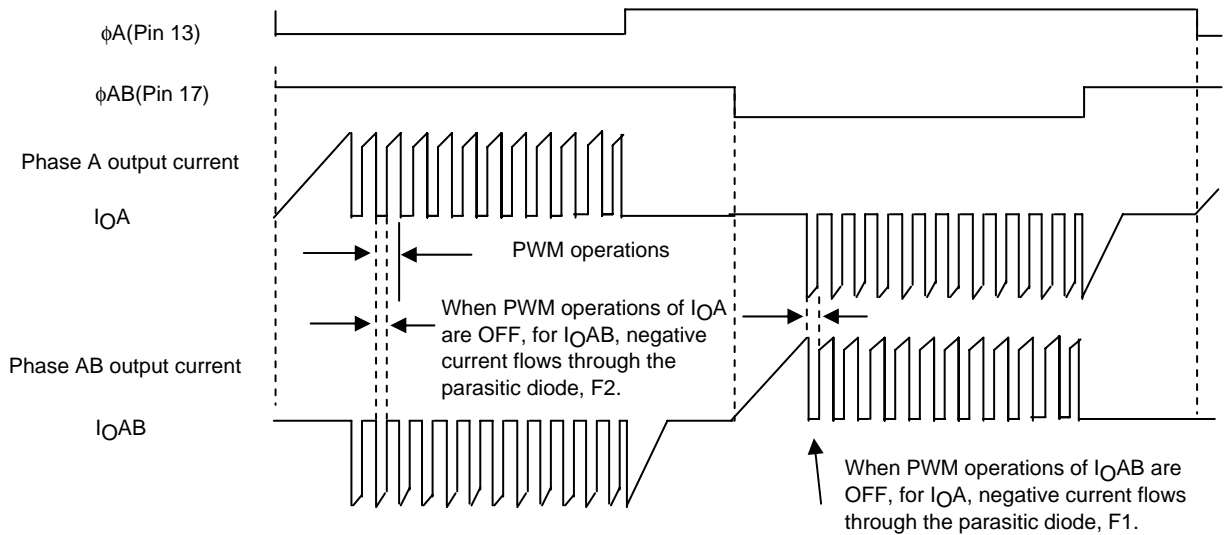 ϕA(Pin 13)
ϕAB(Pin 17)
Phase A output current
IOA
PWM operations
When PWM operations of IOA
are OFF, for IOAB, negative
current flows through the
parasitic diode, F2.
Phase AB output current
IOAB
When PWM operations of IOAB are
OFF, for IOA, negative current flows
through the parasitic diode, F1.